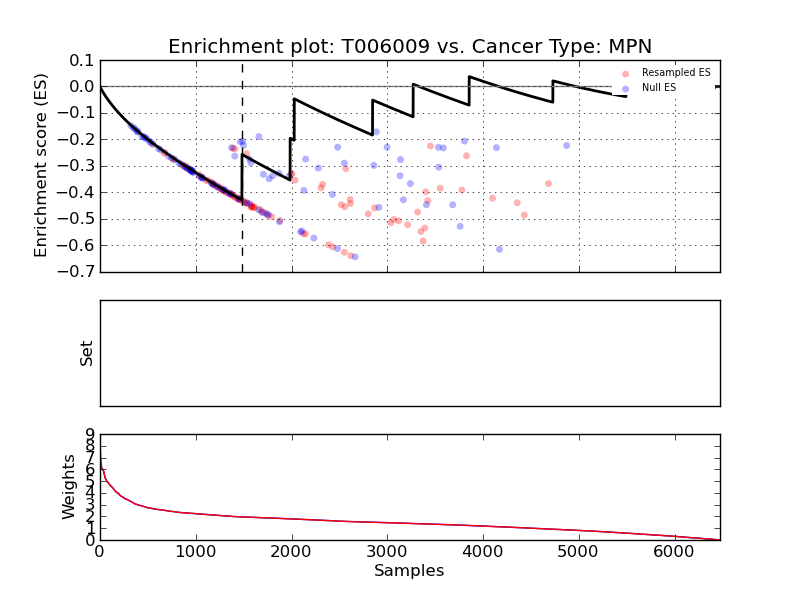 Enrichment plot: T006009 vs. Cancer Type: MPN
Enrichment score (ES)
0.1
0.0
−0.1
−0.2
−0.3
−0.4
−0.5
−0.6
−0.7
Resampled ES
Null ES
Set
Weights
9
8
7
6
5
4
3
2
1
0
0 1000 2000 3000 4000 5000 6000
Samples